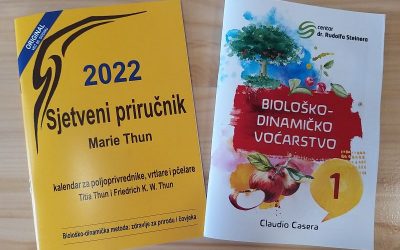 ORIGINAL
2022
Sjetveni priručnik
Marie Thun
kalendar za poljoprivrednike, vrtlare i pčelare
Titia Thun i Friedrich K. W. Thun
Biološko-dinamička metoda: zdravlje za prirodu i čovjeka
centar
dr. Rudolfa Steinera
BIOLOŠKO-
DINAMIČKO
VOĆARSTVO
1
Claudio Casera